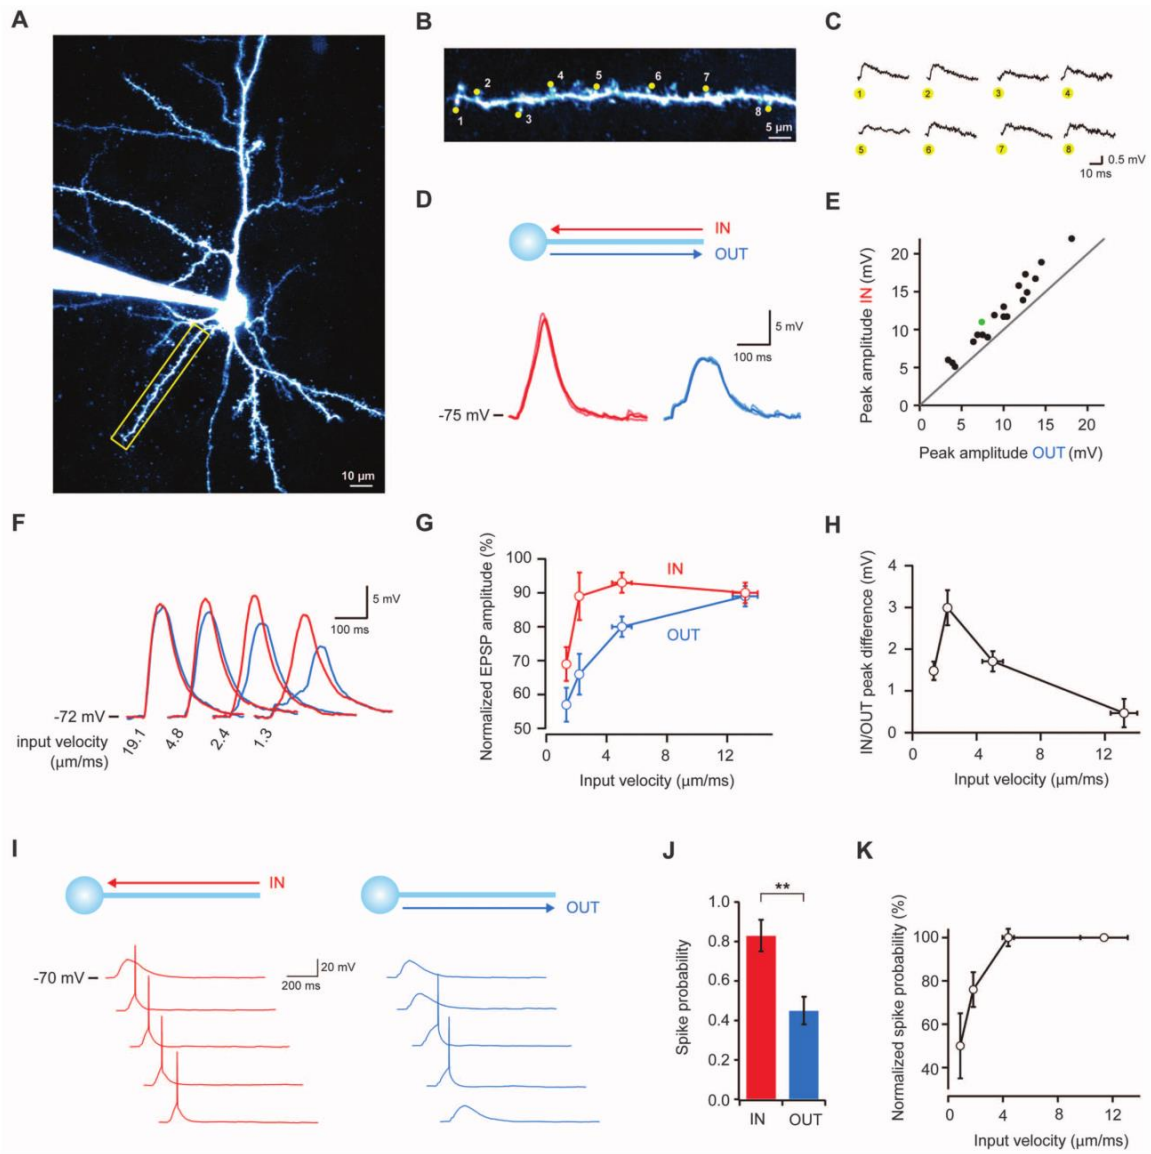 A
10 µm
B
1
2
3
4
5
6
7
8
5 µm
C
1
2
3
4
5
6
7
8
0.5 mV
10 ms
D
IN
OUT
5 mV
100 ms
-75 mV
E
Peak amplitude IN (mV)
20
15
10
5
0
0
5
10
15
20
Peak amplitude OUT (mV)
F
5 mV
100 ms
-72 mV
input velocity
(µm/ms)
19.1
4.8
2.4
1.3
G
Normalized EPSP amplitude (%)
100
90
80
70
60
50
IN
OUT
0
4
8
12
Input velocity (µm/ms)
H
IN/OUT peak difference (mV)
4
3
2
1
0
0
4
8
12
Input velocity (µm/ms)
I
IN
OUT
-70 mV
20 mV
200 ms
J
Spike probability
1.0
0.8
0.6
0.4
0.2
0.0
**
IN
OUT
K
Normalized spike probability (%)
100
80
60
40
0
4
8
12
Input velocity (µm/ms)